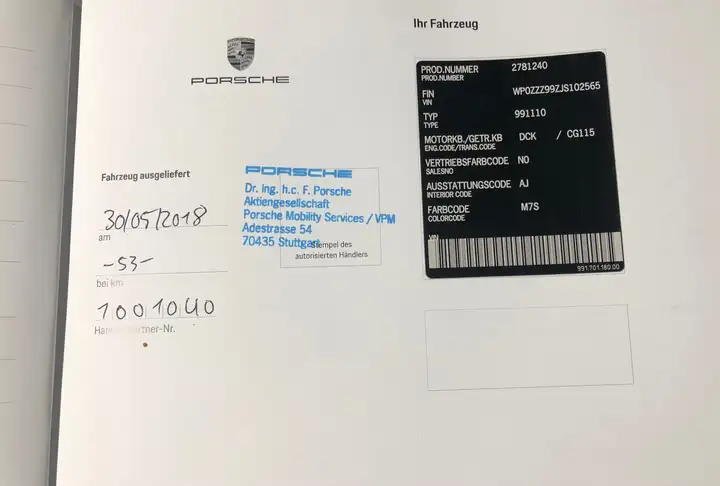 Ihr Fahrzeug
PORSCHE
PROD.NUMMER 2781240
PROD.NUMBER
FIN WP0ZZZ99ZJS102565
VIN
TYP 991110
TYPE
MOTORKB./GETR.KB DCK / CG115
ENG.CODE/TRANS.CODE
VERTRIEBSFARBCODE N0
SALESNO
AUSSTATTUNGSCODE AJ
INTERIOR CODE
FARBCODE M7S
COLORCODE
VIN
991.701.180.00
Fahrzeug ausgeliefert
30/05/2018
am
-53-
bei km
1001040
PORSCHE
Dr. Ing. h.c. F. Porsche
Aktiengesellschaft
Porsche Mobility Services / VPM
Adestrasse 54
70435 Stuttgart
Stempel des
autorisierten Händlers